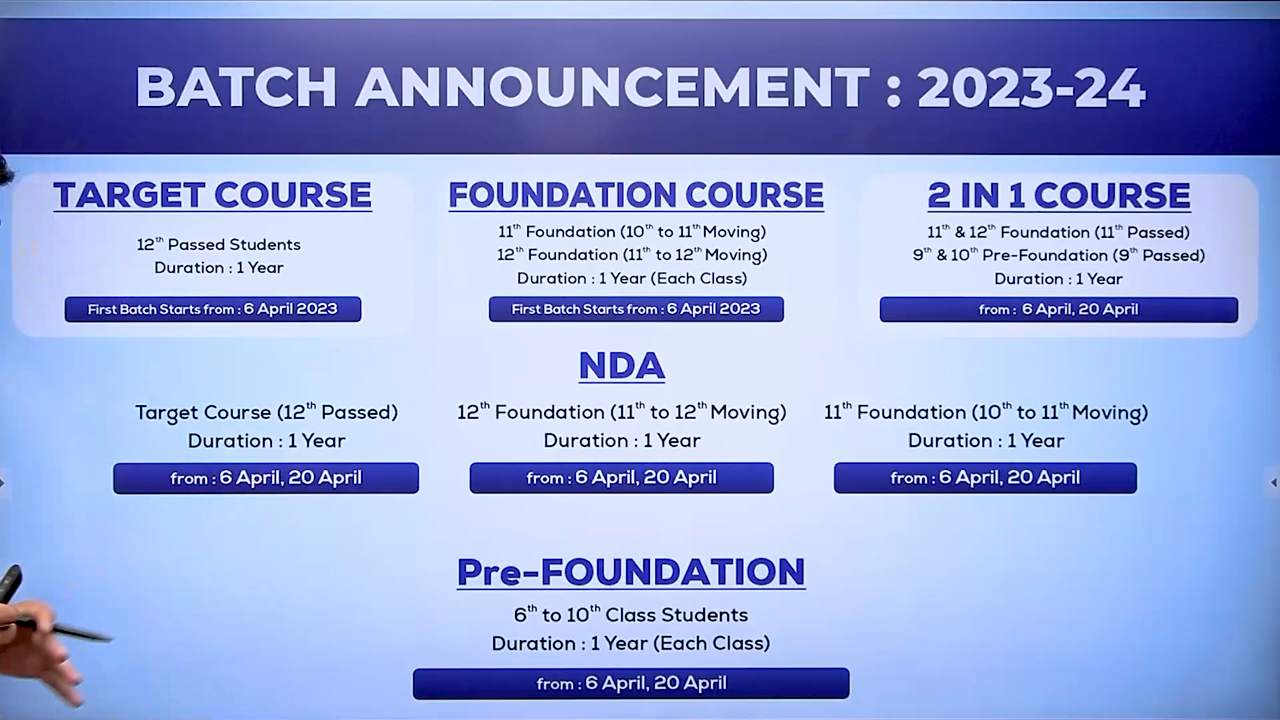 BATCH ANNOUNCEMENT : 2023-24
TARGET COURSE
12th Passed Students
Duration : 1 Year
First Batch Starts from : 6 April 2023
FOUNDATION COURSE
11th Foundation (10th to 11th Moving)
12th Foundation (11th to 12th Moving)
Duration : 1 Year (Each Class)
First Batch Starts from : 6 April 2023
2 IN 1 COURSE
11th & 12th Foundation (11th Passed)
9th & 10th Pre-Foundation (9th Passed)
Duration : 1 Year
from : 6 April, 20 April
NDA
Target Course (12th Passed)
Duration : 1 Year
from : 6 April, 20 April
12th Foundation (11th to 12th Moving)
Duration : 1 Year
from : 6 April, 20 April
11th Foundation (10th to 11th Moving)
Duration : 1 Year
from : 6 April, 20 April
Pre-FOUNDATION
6th to 10th Class Students
Duration : 1 Year (Each Class)
from : 6 April, 20 April